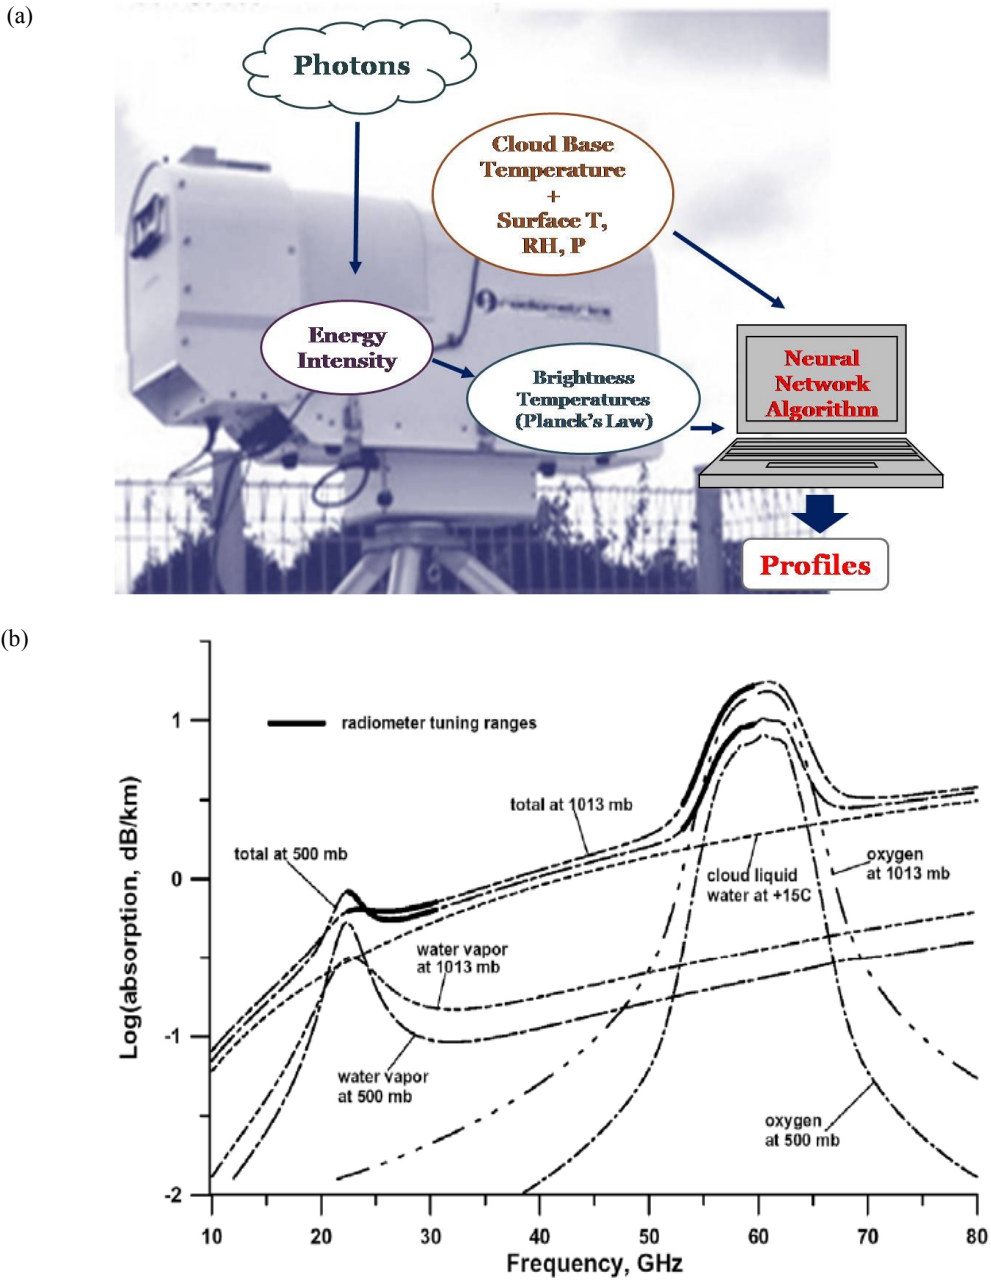 (a)
Photons
Cloud Base
Temperature
+
Surface T,
RH, P
radiometrics
Energy
Intensity
Brightness
Temperatures
(Planck's Law)
Neural
Network
Algorithm
Profiles
(b)
radiometer tuning ranges
total at 1013 mb
total at 500 mb
cloud liquid
water at +15C
oxygen
at 1013 mb
water vapor
at 1013 mb
water vapor
at 500 mb
oxygen
at 500 mb
Log(absorption, dB/km)
1
0
-1
-2
10 20 30 40 50 60 70 80
Frequency, GHz